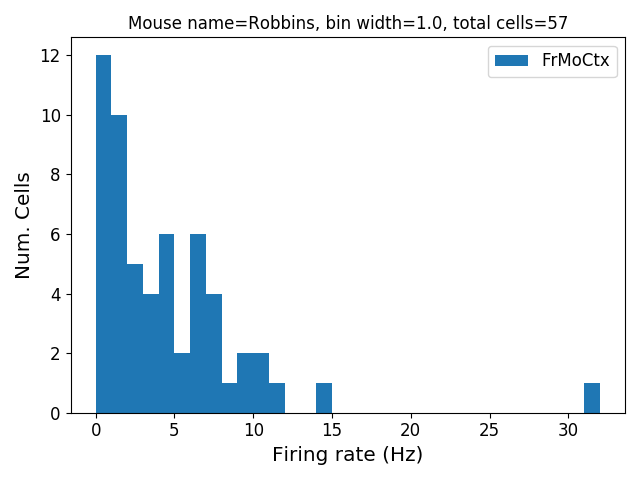 Mouse name=Robbins, bin width=1.0, total cells=57
FrMoCtx
12
10
8
6
4
2
0
Num. Cells
0 5 10 15 20 25 30
Firing rate (Hz)